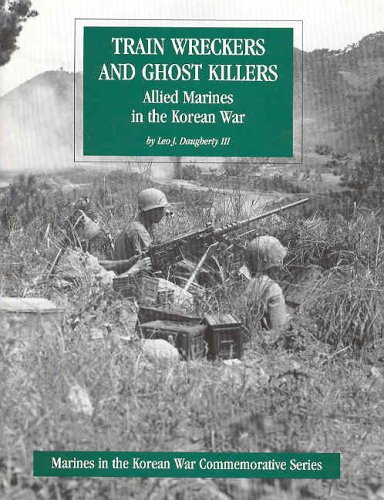 TRAIN WRECKERS
AND GHOST KILLERS
Allied Marines
in the Korean War
by Leo J. Daugherty III
Marines in the Korean War Commemorative Series